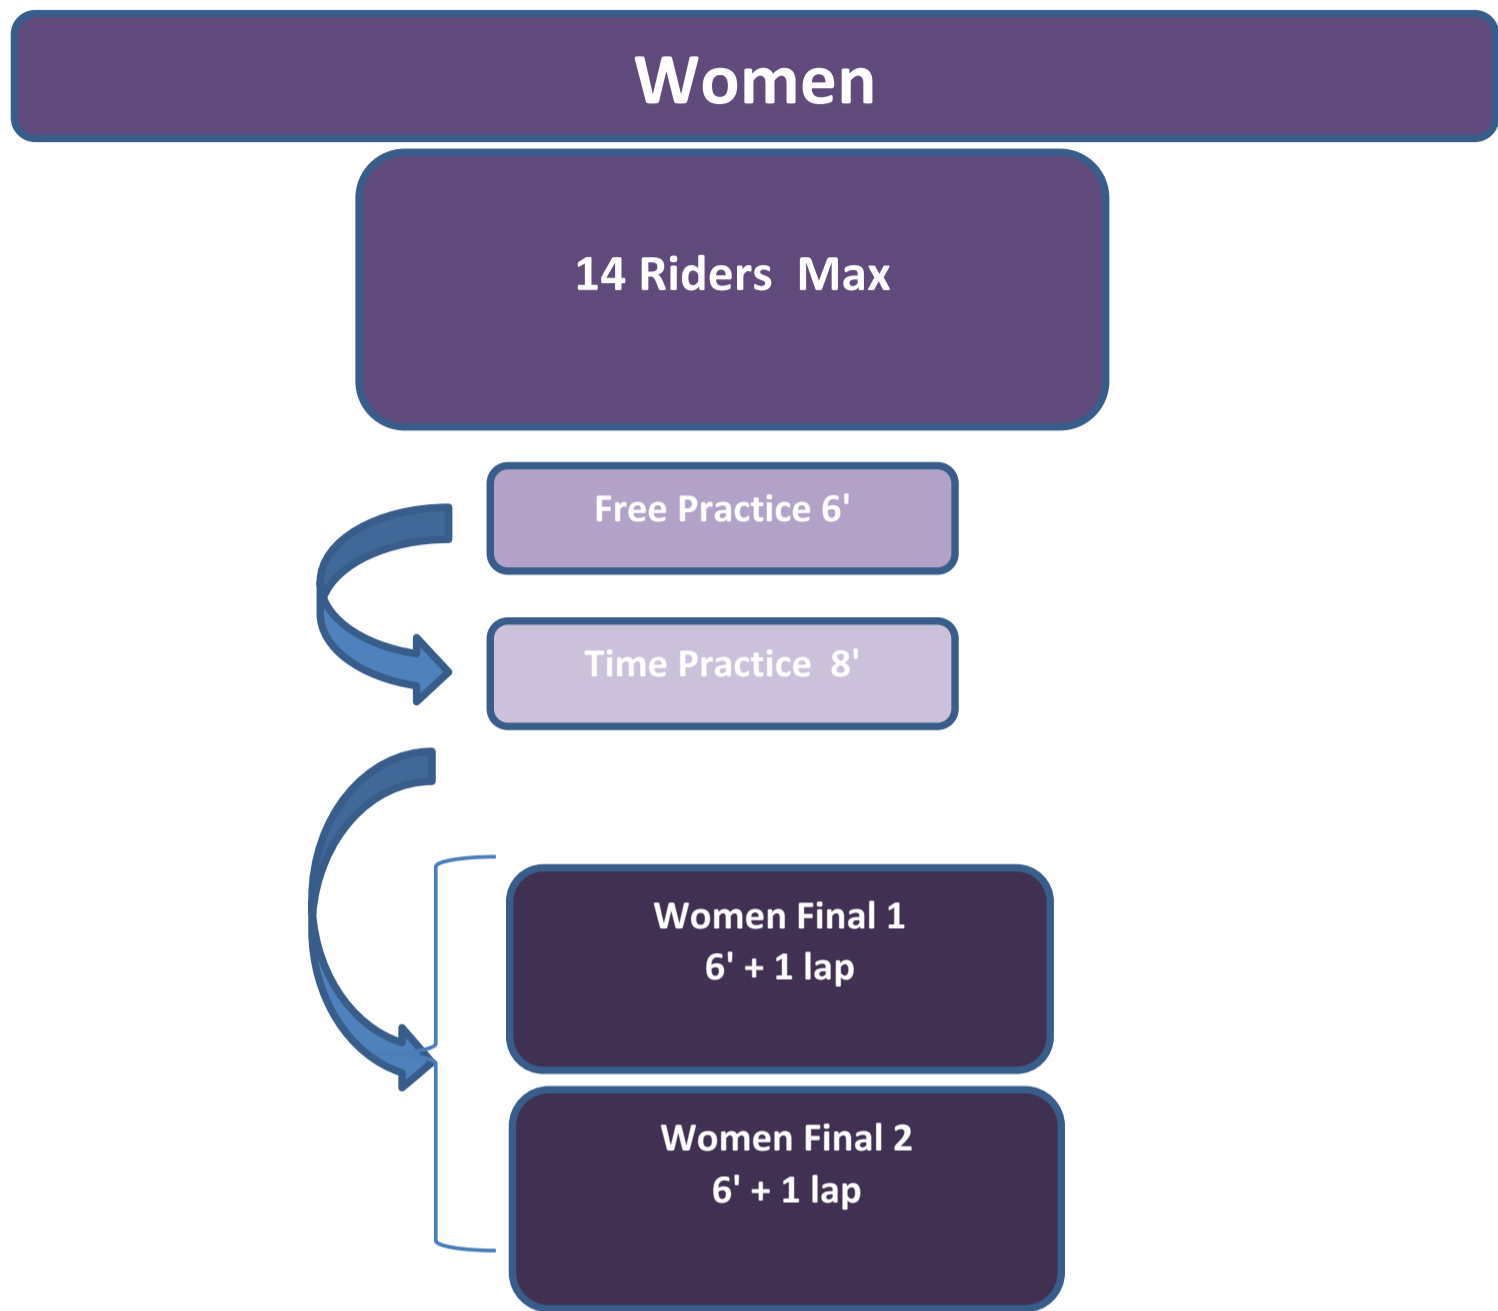 Women
14 Riders  Max
Free Practice 6'
Time Practice  8'
Women Final 1
6' + 1 lap
Women Final 2
6' + 1 lap